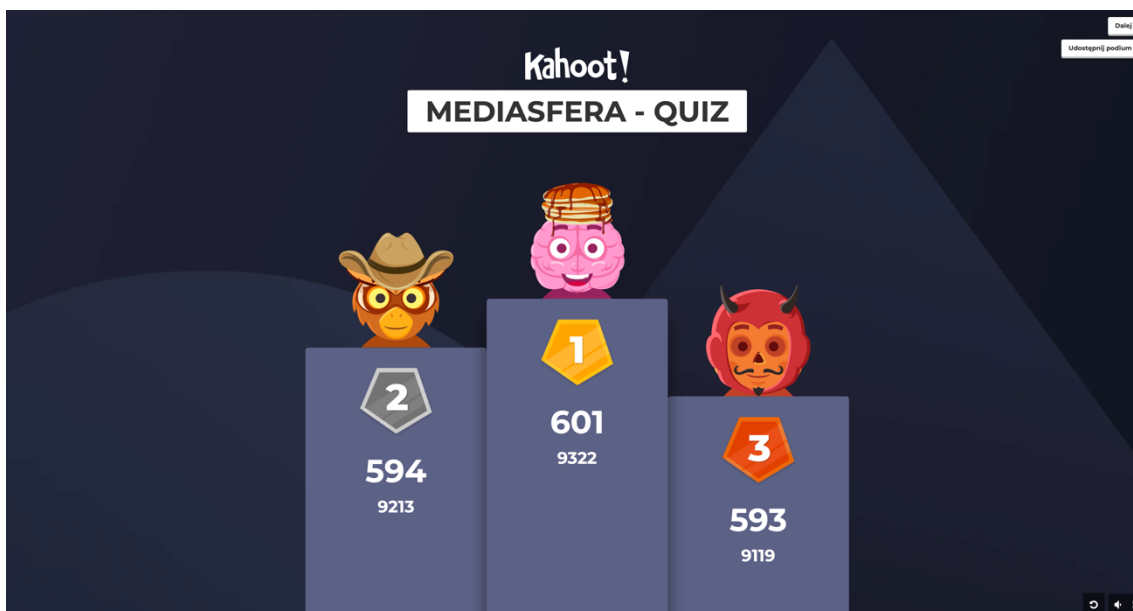 Dalej
Udostępnij podium
Kahoot!
MEDIASFERA - QUIZ
1
601
9322
2
594
9213
3
593
9119